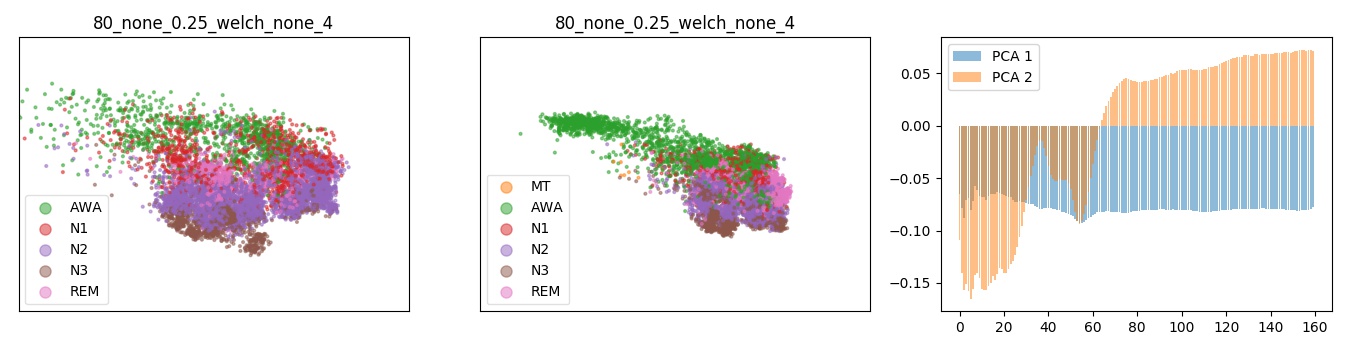 80_none_0.25_welch_none_4
AWA
N1
N2
N3
REM
80_none_0.25_welch_none_4
MT
AWA
N1
N2
N3
REM
PCA 1
PCA 2
0.05
0.00
−0.05
−0.10
−0.15
0 20 40 60 80 100 120 140 160